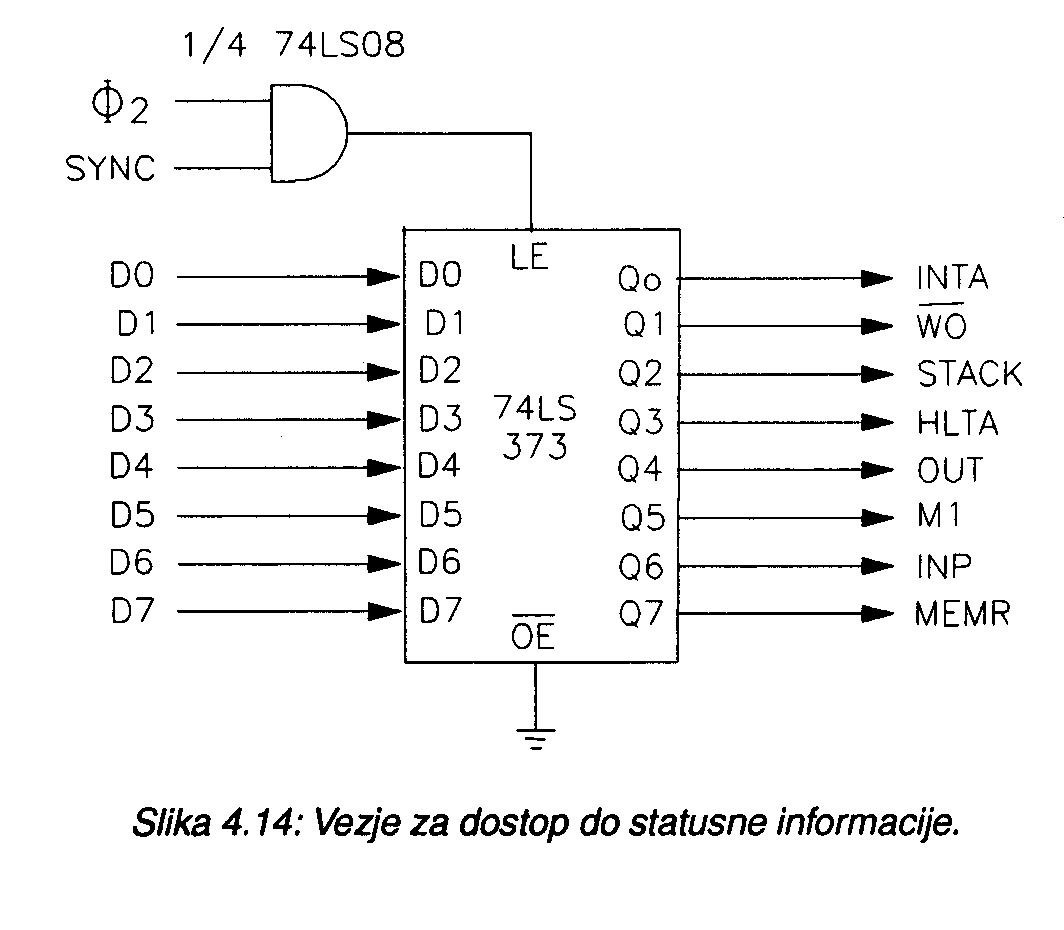 1/4 74LS08
Φ2
SYNC
LE
D0 D0 Qo INTA
D1 D1 Q1 W̅O̅
D2 D2 Q2 STACK
74LS
D3 D3 Q3 HLTA
373
D4 D4 Q4 OUT
D5 D5 Q5 M1
D6 D6 Q6 INP
D7 D7 Q7 MEMR
O̅E̅
Slika 4.14: Vezje za dostop do statusne informacije.